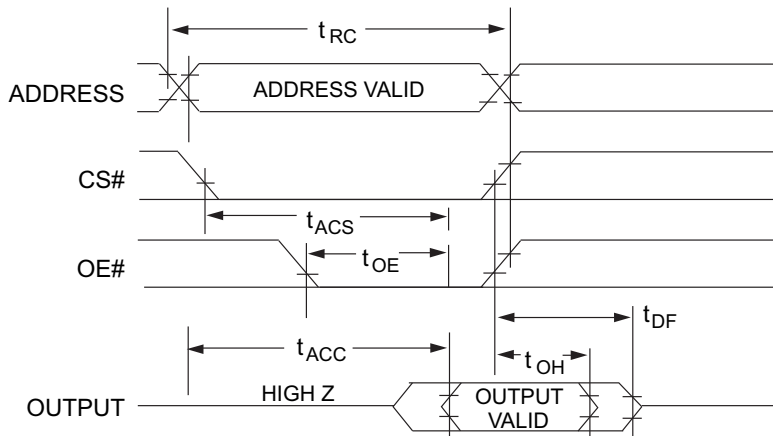 t RC
ADDRESS
ADDRESS VALID
CS#
t ACS
OE#
t OE
t DF
t ACC
t OH
OUTPUT
HIGH Z
OUTPUT
VALID